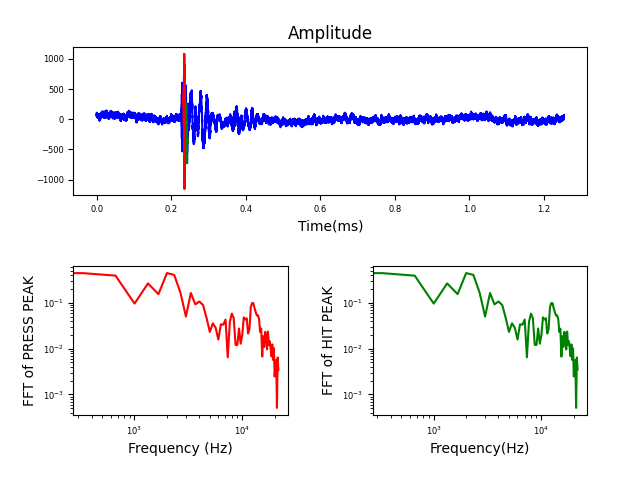 Amplitude
1000
500
0
−500
−1000
0.0 0.2 0.4 0.6 0.8 1.0 1.2
Time(ms)
FFT of PRESS PEAK
10⁻¹
10⁻²
10⁻³
10³ 10⁴
Frequency (Hz)
FFT of HIT PEAK
10⁻¹
10⁻²
10⁻³
10³ 10⁴
Frequency(Hz)